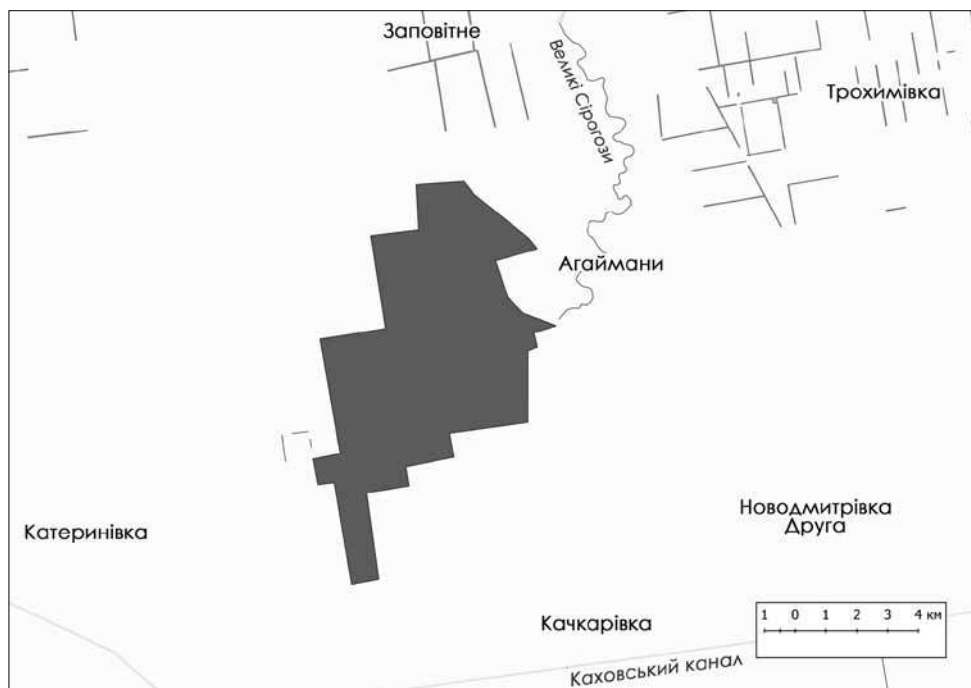 Заповітне
Великі Сірогози
Трохимівка
Агаймани
Катеринівка
Новодмитрівка
Друга
Качкарівка
Каховський канал
1 0 1 2 3 4 км